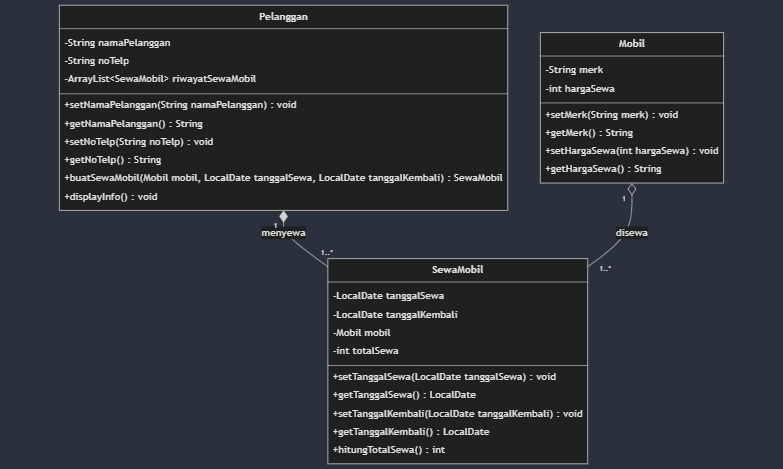 Pelanggan
-String namaPelanggan
-String noTelp
-ArrayList<SewaMobil> riwayatSewaMobil
+setNamaPelanggan(String namaPelanggan) : void
+getNamaPelanggan() : String
+setNoTelp(String noTelp) : void
+getNoTelp() : String
+buatSewaMobil(Mobil mobil, LocalDate tanggalSewa, LocalDate tanggalKembali) : SewaMobil
+displayInfo() : void
Mobil
-String merk
-int hargaSewa
+setMerk(String merk) : void
+getMerk() : String
+setHargaSewa(int hargaSewa) : void
+getHargaSewa() : String
1
menyewa
1..*
1
disewa
1..*
SewaMobil
-LocalDate tanggalSewa
-LocalDate tanggalKembali
-Mobil mobil
-int totalSewa
+setTanggalSewa(LocalDate tanggalSewa) : void
+getTanggalSewa() : LocalDate
+setTanggalKembali(LocalDate tanggalKembali) : void
+getTanggalKembali() : LocalDate
+hitungTotalSewa() : int